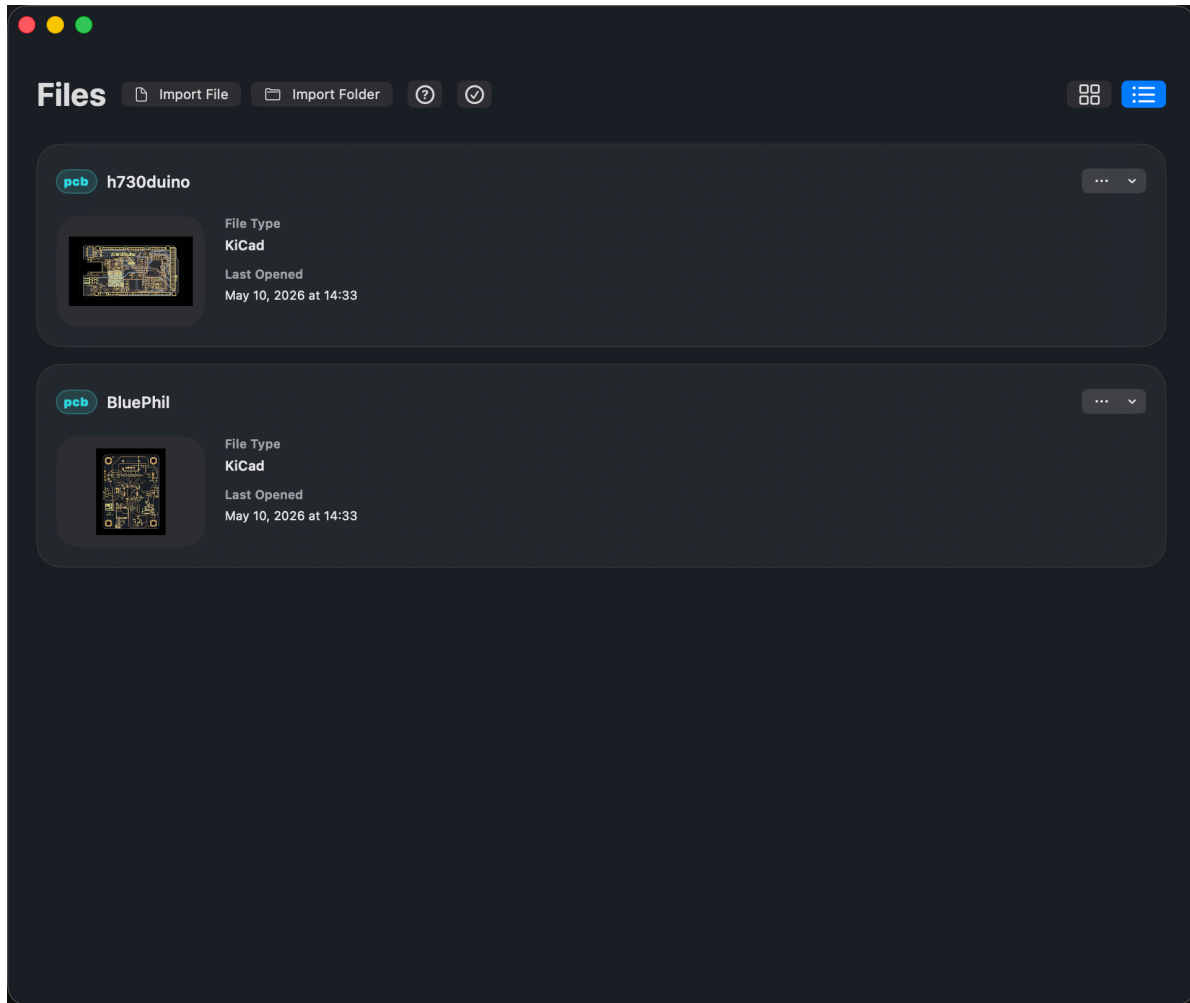 Files
Import File
Import Folder
pcb h730duino
File Type
KiCad
Last Opened
May 10, 2026 at 14:33
pcb BluePhil
File Type
KiCad
Last Opened
May 10, 2026 at 14:33